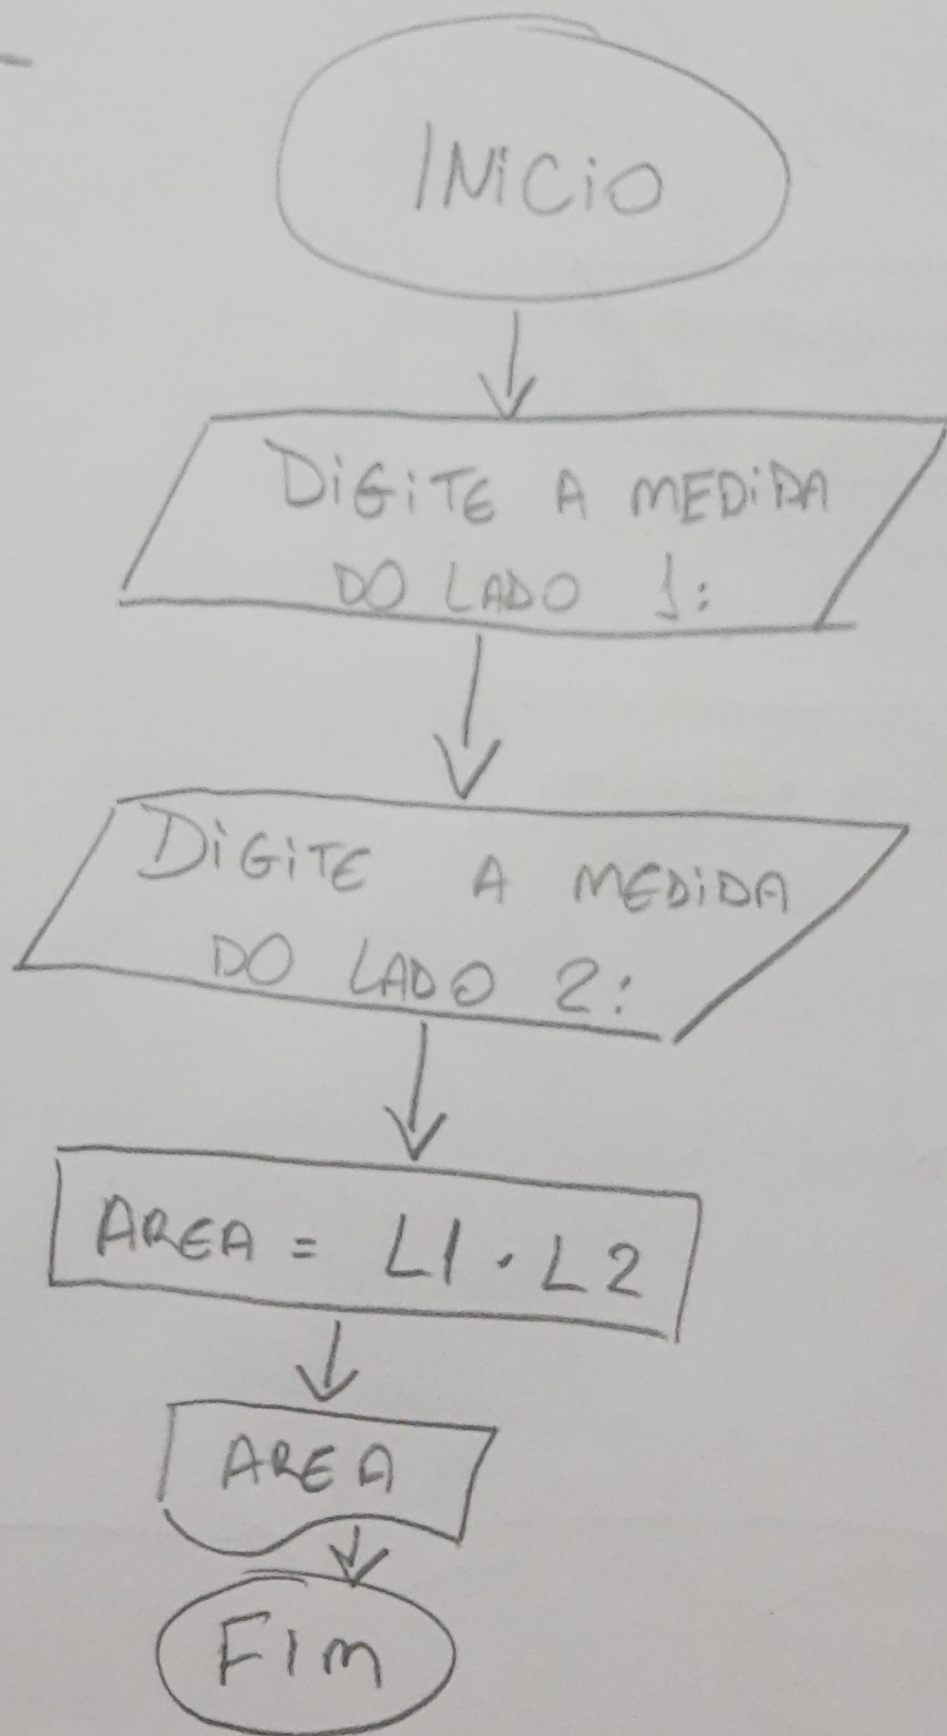 INICIO
DIGITE A MEDIDA
DO LADO 1:
DIGITE A MEDIDA
DO LADO 2:
AREA = L1 . L2
AREA
FIM